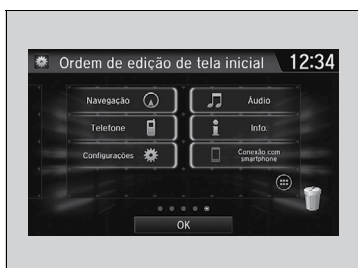 Ordem de edição de tela inicial 12:34
Navegação
Áudio
Telefone
Info.
Configurações
Conexão com
smartphone
OK